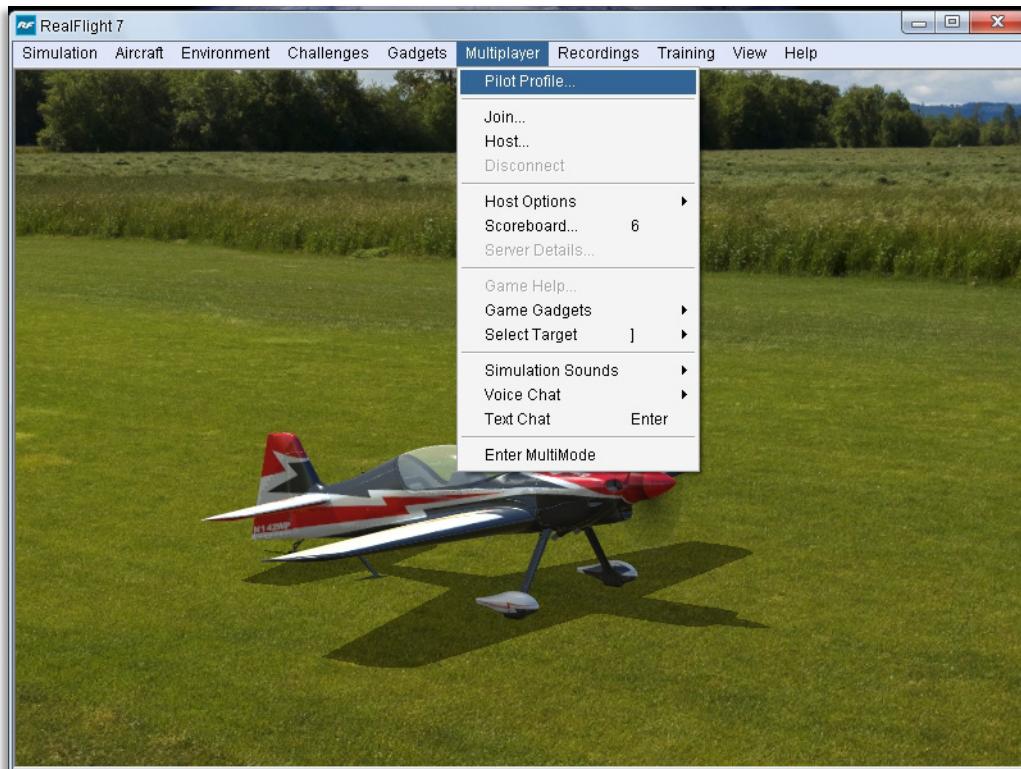 RF RealFlight 7
Simulation Aircraft Environment Challenges Gadgets Multiplayer Recordings Training View Help
Pilot Profile...
Join...
Host...
Disconnect
Host Options
Scoreboard... 6
Server Details...
Game Help...
Game Gadgets
Select Target ]
Simulation Sounds
Voice Chat
Text Chat Enter
Enter MultiMode
N142MP